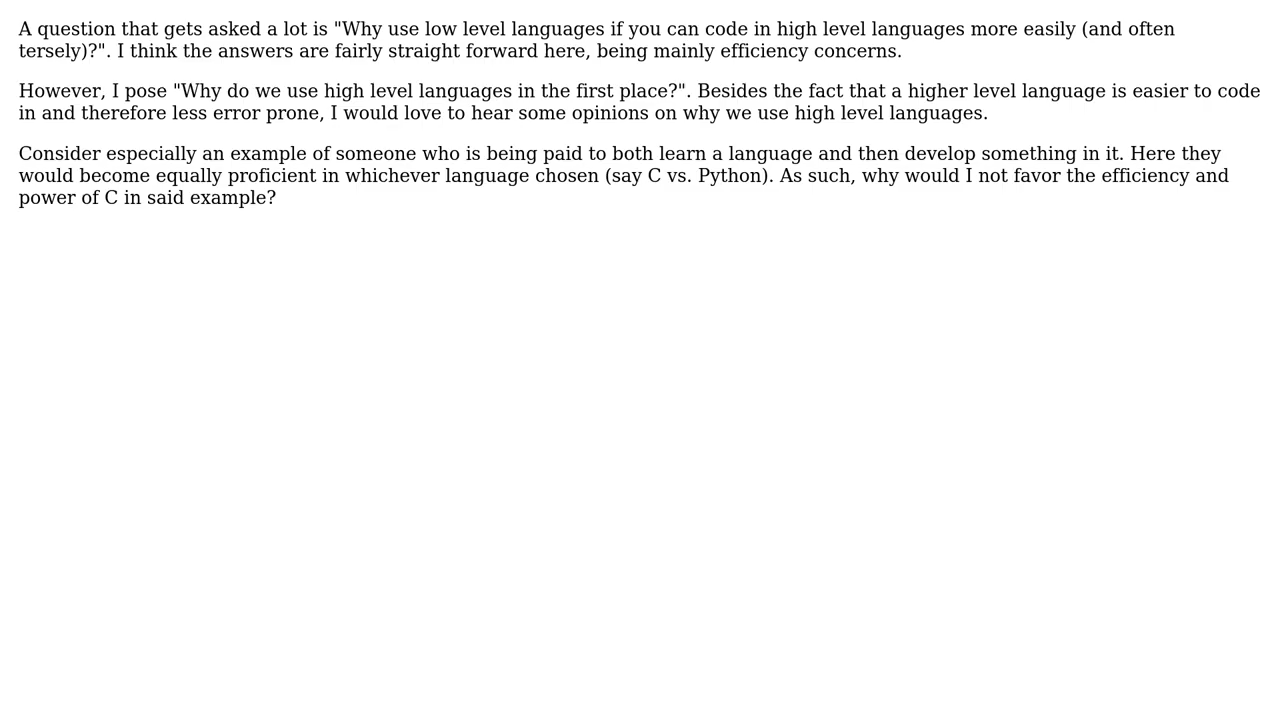 A question that gets asked a lot is "Why use low level languages if you can code in high level languages more easily (and often
tersely)?". I think the answers are fairly straight forward here, being mainly efficiency concerns.
However, I pose "Why do we use high level languages in the first place?". Besides the fact that a higher level language is easier to code
in and therefore less error prone, I would love to hear some opinions on why we use high level languages.
Consider especially an example of someone who is being paid to both learn a language and then develop something in it. Here they
would become equally proficient in whichever language chosen (say C vs. Python). As such, why would I not favor the efficiency and
power of C in said example?